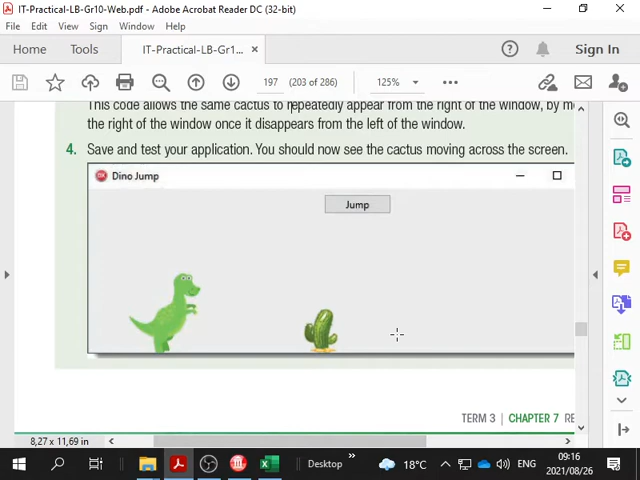 IT-Practical-LB-Gr10-Web.pdf - Adobe Acrobat Reader DC (32-bit)
File Edit View Sign Window Help
Home Tools IT-Practical-LB-Gr1... × Sign In
197 (203 of 286) 125%
This code allows the same cactus to repeatedly appear from the right of the window, by m
the right of the window once it disappears from the left of the window.
4. Save and test your application. You should now see the cactus moving across the screen.
DX Dino Jump
Jump
TERM 3 | CHAPTER 7 RE
8,27 x 11,69 in
Desktop 18°C ENG 09:16
2021/08/26